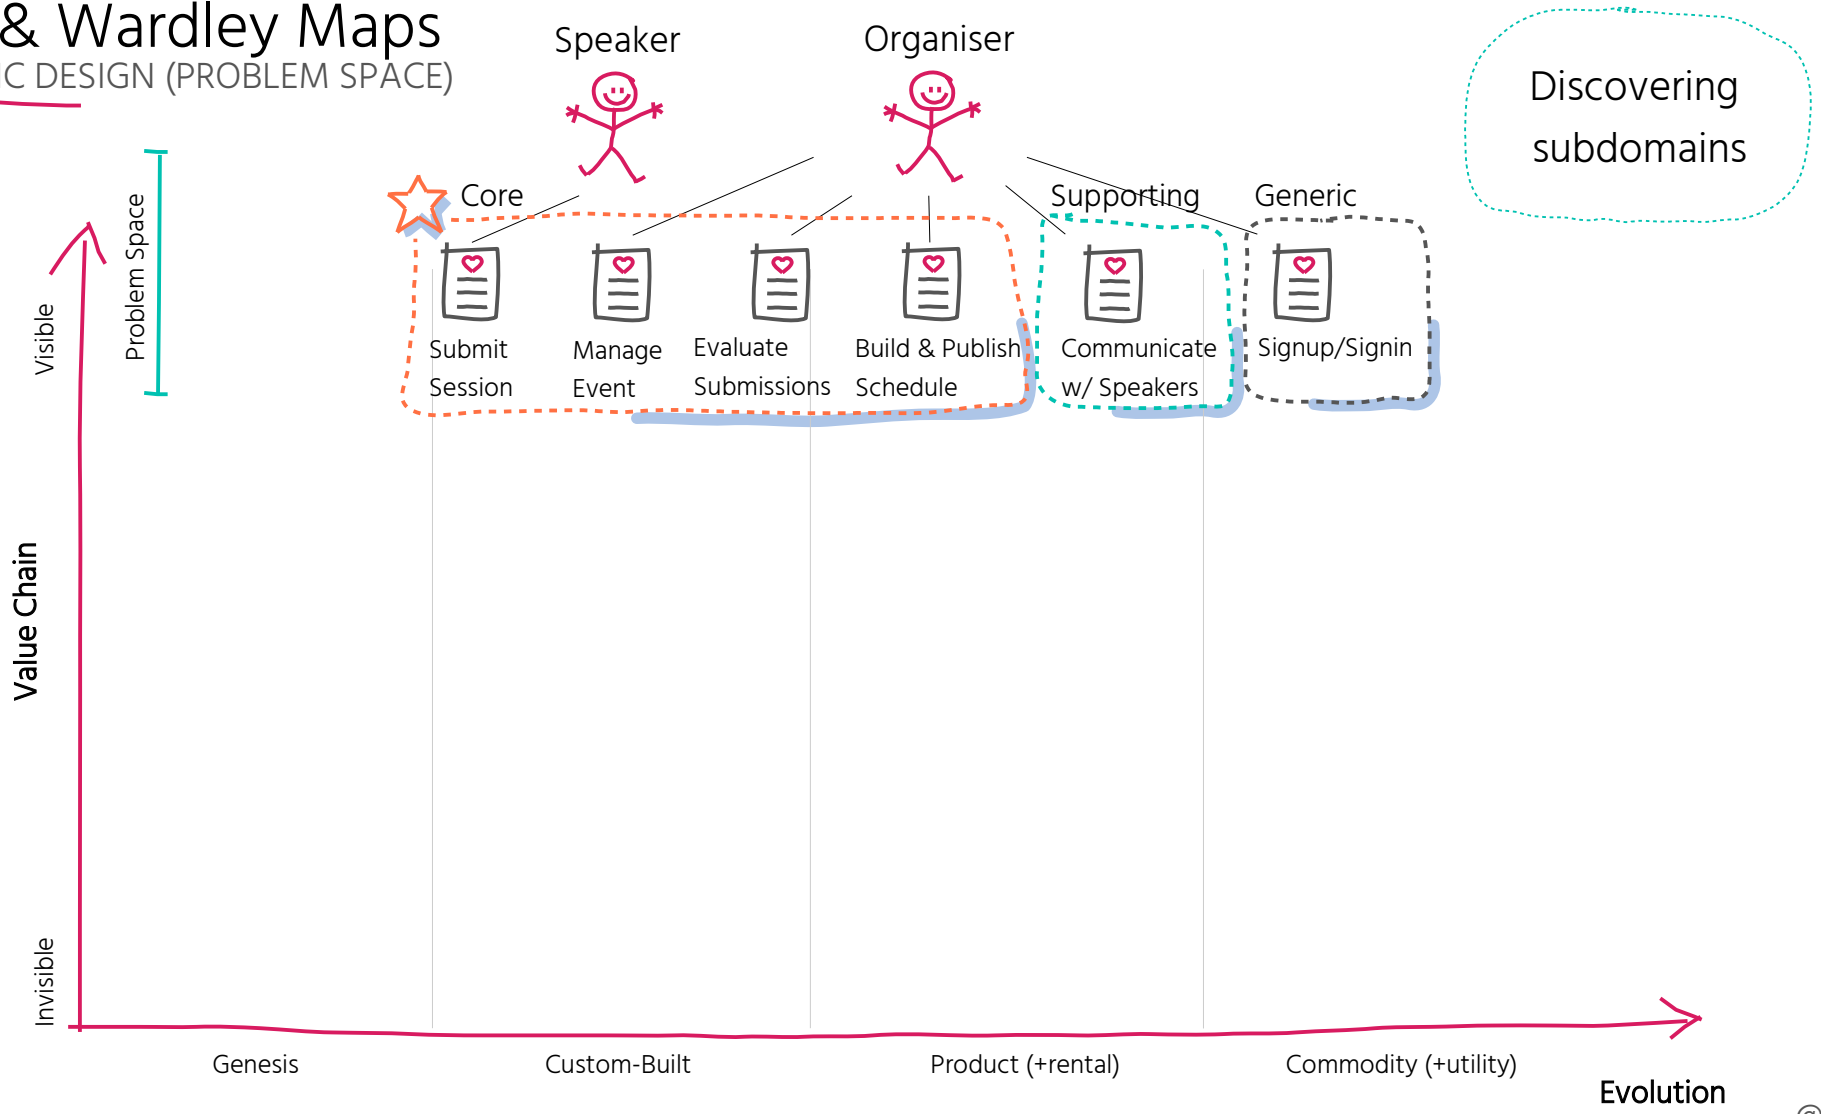 & Wardley Maps
IC DESIGN (PROBLEM SPACE)
Speaker
Organiser
Discovering
subdomains
Core
Supporting
Generic
Problem Space
Visible
Submit
Session
Manage
Event
Evaluate
Submissions
Build & Publish
Schedule
Communicate
w/ Speakers
Signup/Signin
Value Chain
Invisible
Genesis
Custom-Built
Product (+rental)
Commodity (+utility)
Evolution
@